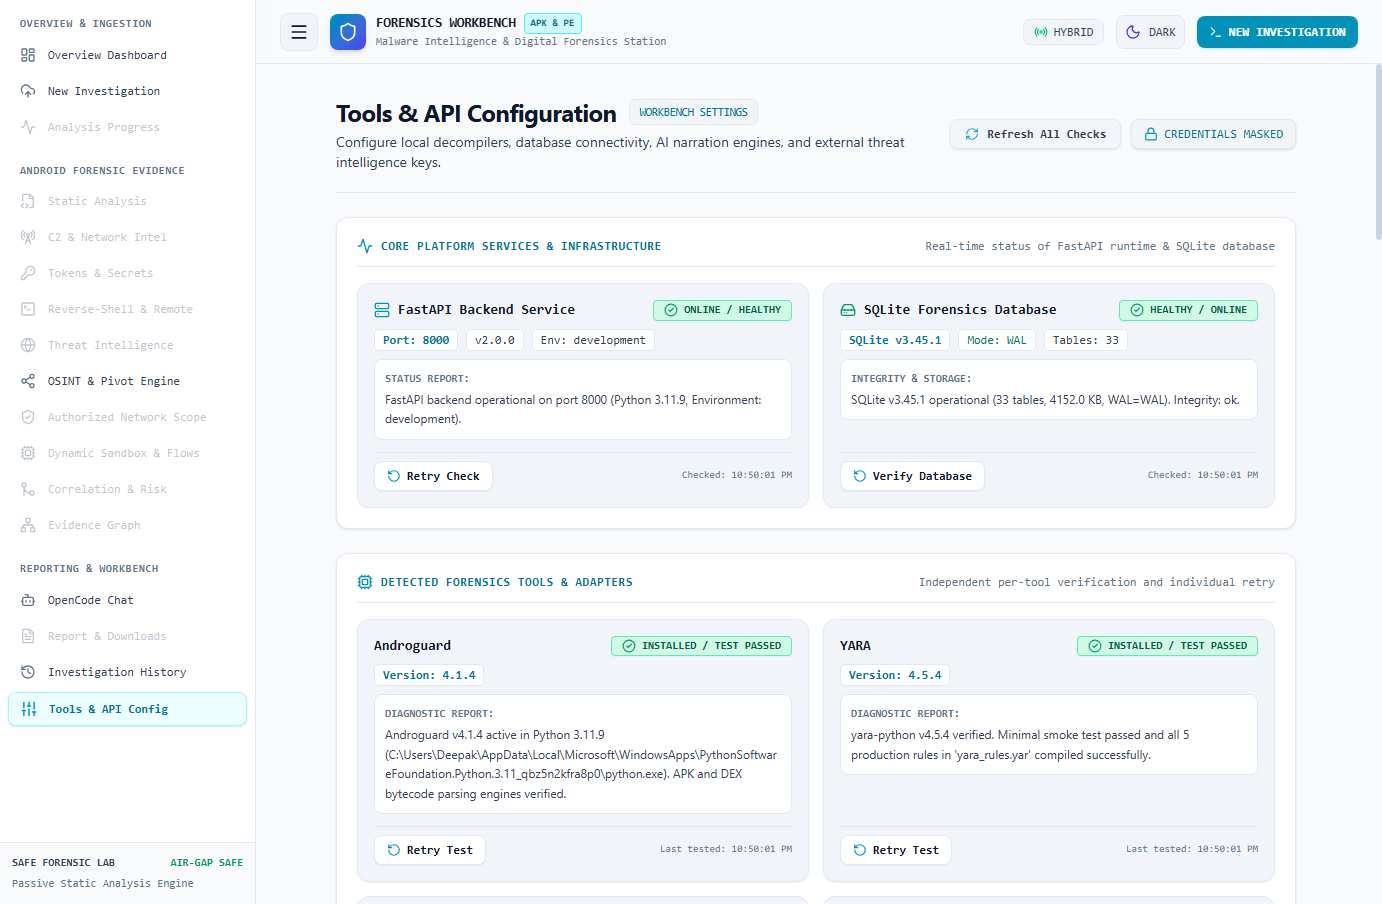 OVERVIEW & INGESTION
Overview Dashboard
New Investigation
Analysis Progress
ANDROID FORENSIC EVIDENCE
Static Analysis
C2 & Network Intel
Tokens & Secrets
Reverse-Shell & Remote
Threat Intelligence
OSINT & Pivot Engine
Authorized Network Scope
Dynamic Sandbox & Flows
Correlation & Risk
Evidence Graph
REPORTING & WORKBENCH
OpenCode Chat
Report & Downloads
Investigation History
Tools & API Config
SAFE FORENSIC LAB AIR-GAP SAFE
Passive Static Analysis Engine
FORENSICS WORKBENCH APK & PE
Malware Intelligence & Digital Forensics Station
HYBRID
DARK
>_ NEW INVESTIGATION
Tools & API Configuration WORKBENCH SETTINGS
Configure local decompilers, database connectivity, AI narration engines, and external threat
intelligence keys.
Refresh All Checks
CREDENTIALS MASKED
CORE PLATFORM SERVICES & INFRASTRUCTURE
Real-time status of FastAPI runtime & SQLite database
FastAPI Backend Service
ONLINE / HEALTHY
Port: 8000 v2.0.0 Env: development
STATUS REPORT:
FastAPI backend operational on port 8000 (Python 3.11.9, Environment:
development).
Retry Check
Checked: 10:50:01 PM
SQLite Forensics Database
HEALTHY / ONLINE
SQLite v3.45.1 Mode: WAL Tables: 33
INTEGRITY & STORAGE:
SQLite v3.45.1 operational (33 tables, 4152.0 KB, WAL=WAL). Integrity: ok.
Verify Database
Checked: 10:50:01 PM
DETECTED FORENSICS TOOLS & ADAPTERS
Independent per-tool verification and individual retry
Androguard
INSTALLED / TEST PASSED
Version: 4.1.4
DIAGNOSTIC REPORT:
Androguard v4.1.4 active in Python 3.11.9
(C:\Users\Deepak\AppData\Local\Microsoft\WindowsApps\PythonSoftwar
eFoundation.Python.3.11_qbz5n2kfra8p0\python.exe). APK and DEX
bytecode parsing engines verified.
Retry Test
Last tested: 10:50:01 PM
YARA
INSTALLED / TEST PASSED
Version: 4.5.4
DIAGNOSTIC REPORT:
yara-python v4.5.4 verified. Minimal smoke test passed and all 5
production rules in 'yara_rules.yar' compiled successfully.
Retry Test
Last tested: 10:50:01 PM